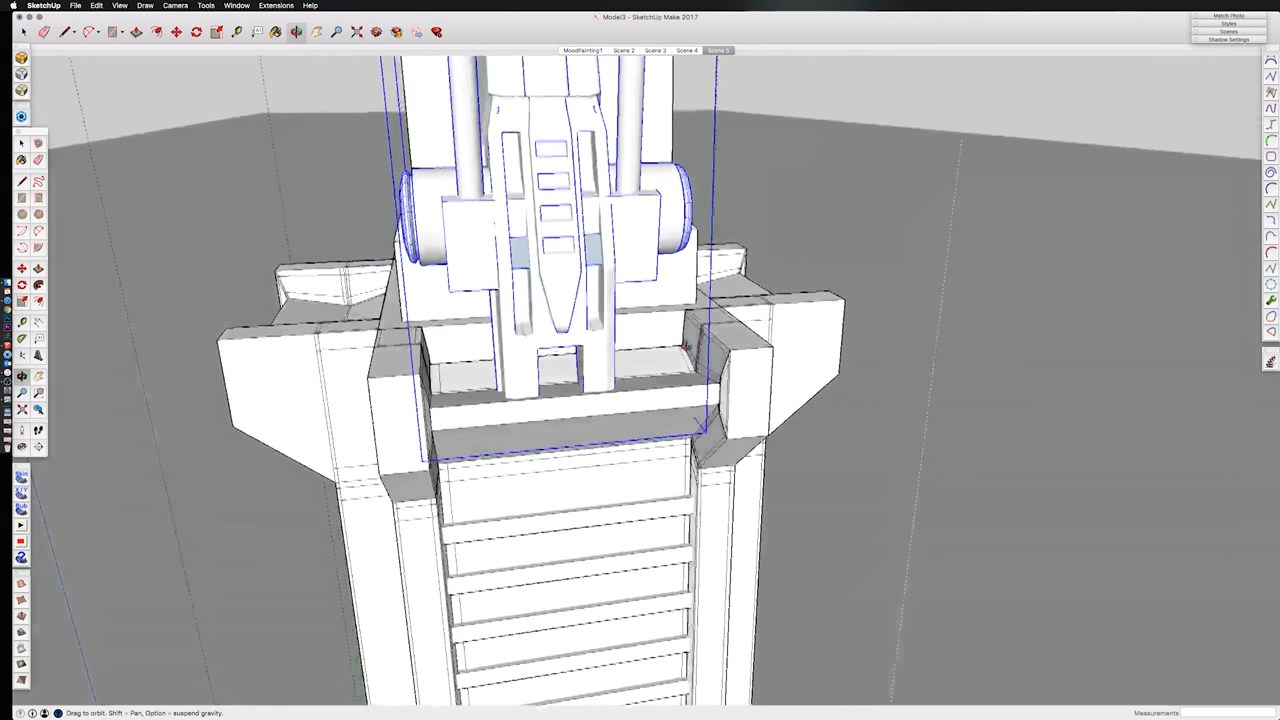 SketchUp File Edit View Draw Camera Tools Window Extensions Help
Model3 - SketchUp Make 2017
MoodPainting1 Scene 2 Scene 3 Scene 4 Scene 5
Match Photo
Styles
Scenes
Shadow Settings
Skin
X/Y
Bub
Drag to orbit. Shift = Pan, Option = suspend gravity.
Measurements